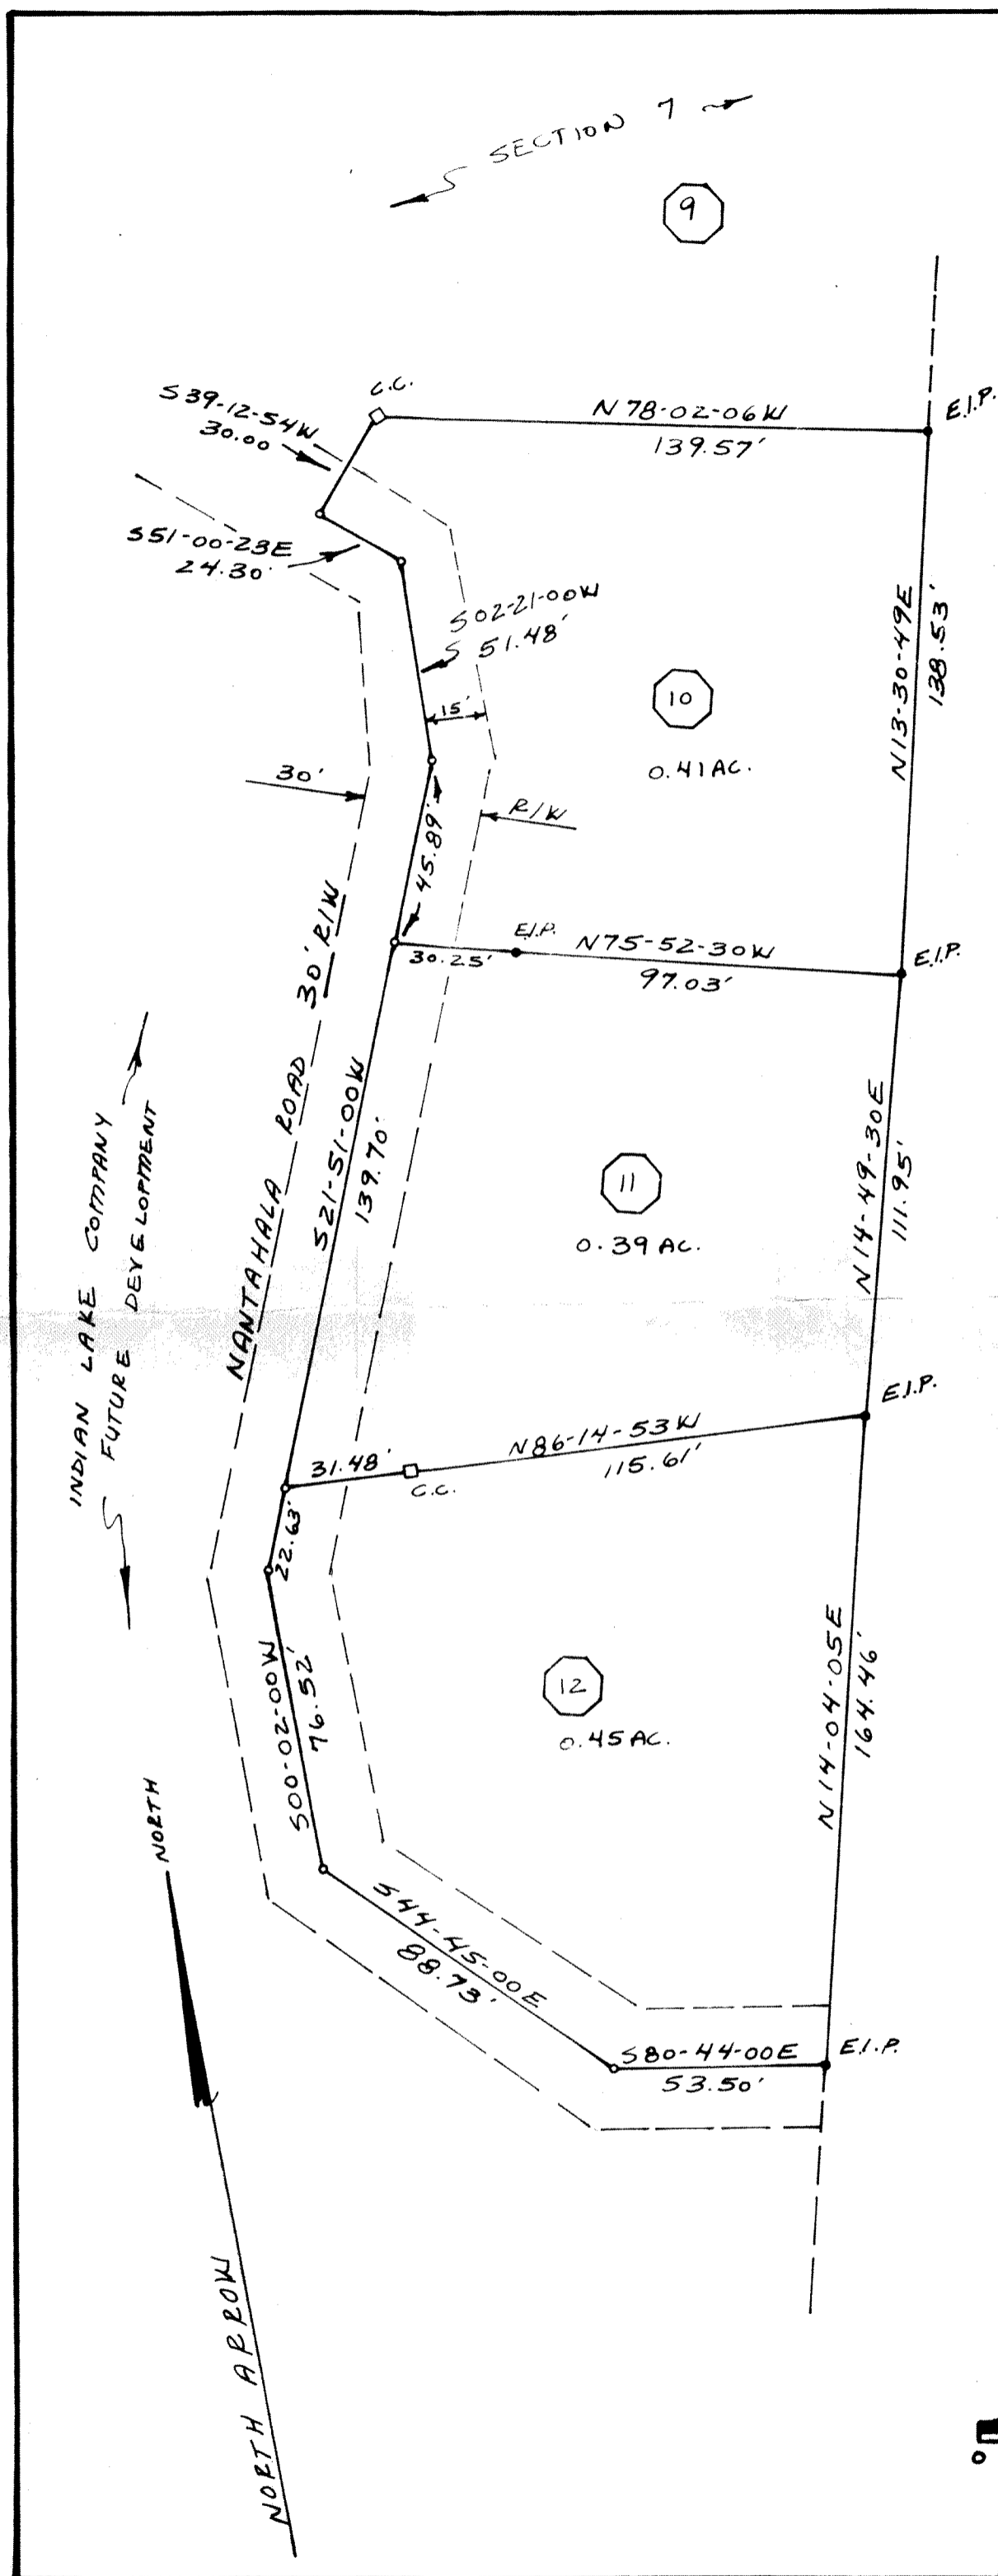 SECTION 7
9
C.C.
S39-12-54W
30.00
N78-02-06W
139.57'
E.I.P.
S51-00-23E
24.30'
S02-21-00W
51.48'
15'
10
0.41 AC.
N13-30-49E
138.53'
30'
R/W
45.89'
E.I.P.
30.25'
N75-52-30W
97.03'
E.I.P.
NANTAHALA ROAD 30' R/W
INDIAN LAKE COMPANY
FUTURE DEVELOPMENT
S21-51-00W
139.70'
11
0.39 AC.
N14-49-30E
111.95'
E.I.P.
31.48'
C.C.
N86-14-53W
115.61'
22.63'
S00-02-00W
76.52'
12
0.45 AC.
N14-04-05E
164.46'
NORTH
S44-45-00E
88.73'
S80-44-00E
53.50'
E.I.P.
NORTH ARROW